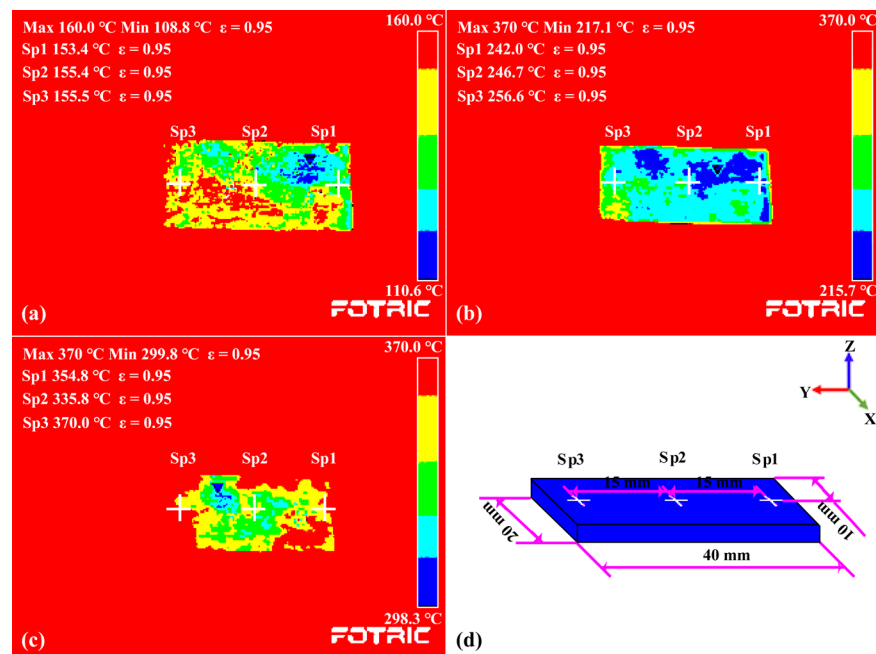 Max 160.0 °C Min 108.8 °C ε = 0.95
160.0 °C
Sp1 153.4 °C ε = 0.95
Sp2 155.4 °C ε = 0.95
Sp3 155.5 °C ε = 0.95
Sp3 Sp2 Sp1
110.6 °C
(a)
FOTRIC
Max 370 °C Min 217.1 °C ε = 0.95
370.0 °C
Sp1 242.0 °C ε = 0.95
Sp2 246.7 °C ε = 0.95
Sp3 256.6 °C ε = 0.95
Sp3 Sp2 Sp1
215.7 °C
(b)
FOTRIC
Max 370 °C Min 299.8 °C ε = 0.95
370.0 °C
Sp1 354.8 °C ε = 0.95
Sp2 335.8 °C ε = 0.95
Sp3 370.0 °C ε = 0.95
Sp3 Sp2 Sp1
298.3 °C
(c)
FOTRIC
Z
Y
X
Sp3 Sp2 Sp1
15 mm 15 mm
20 mm
10 mm
40 mm
(d)